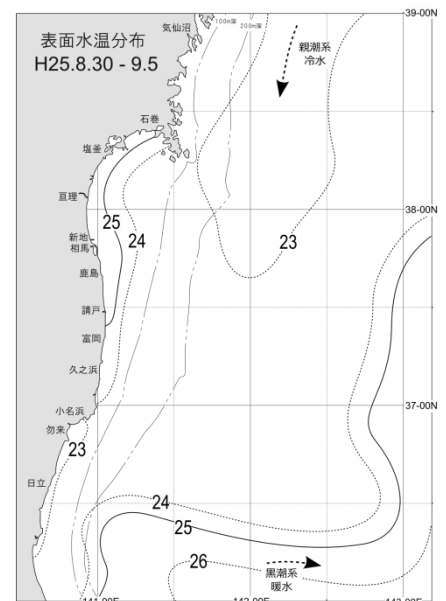 表面水温分布
H25.8.30 - 9.5
気仙沼
100m深
200m深
39-00N
親潮系
冷水
石巻
塩釜
亘理
38-00N
25
24
23
新地
相馬
鹿島
請戸
富岡
久之浜
37-00N
小名浜
勿来
23
日立
24
25
26
黒潮系
暖水